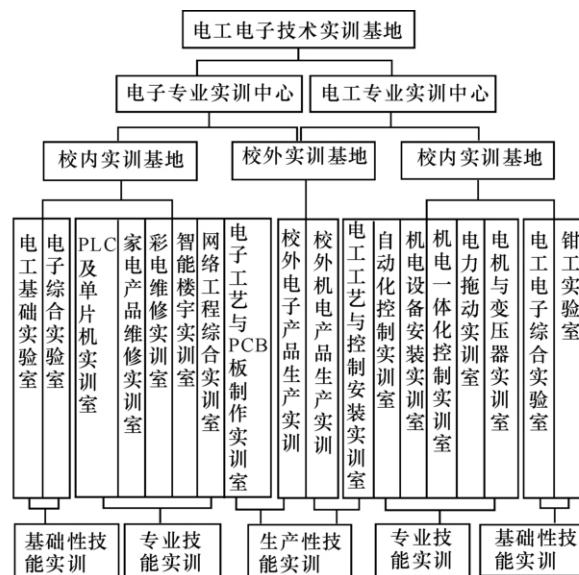 电工电子技术实训基地
电子专业实训中心
电工专业实训中心
校内实训基地
校外实训基地
校内实训基地
电工基础实验室
电子综合实验室
PLC及单片机实训室
家电产品维修实训室
彩电维修实训室
智能楼宇实训室
网络工程综合实训室
电子工艺与PCB板制作实训室
校外电子产品生产实训
校外机电产品生产实训
电工工艺与控制安装实训室
自动化控制实训室
机电设备安装实训室
机电一体化控制实训室
电力拖动实训室
电机与变压器实训室
电工电子综合实验室
钳工实验室
基础性技
能实训
专业技
能实训
生产性技
能实训
专业技
能实训
基础性技
能实训